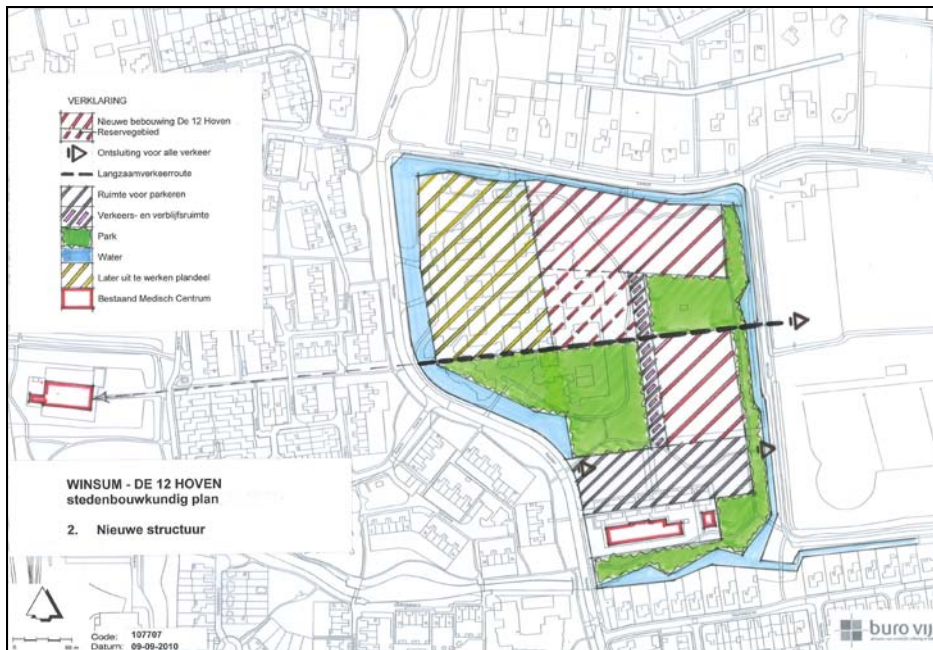 VERKLARING
Nieuwe bebouwing De 12 Hoven
Reservegebied
Ontsluiting voor alle verkeer
Langzaamverkeerroute
Ruimte voor parkeren
Verkeers- en verblijfsruimte
Park
Water
Later uit te werken plandeel
Bestaand Medisch Centrum
WINSUM - DE 12 HOVEN
stedenbouwkundig plan
2. Nieuwe structuur
Code: 107707
Datum: 09-09-2010
buro vij